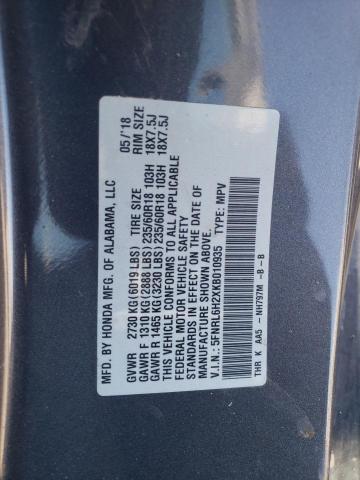 MFD. BY HONDA MFG. OF ALABAMA, LLC 05/'18
GVWR 2730 KG(6019 LBS) TIRE SIZE RIM SIZE
GAWR F 1310 KG(2888 LBS) 235/60R18 103H 18X7.5J
GAWR R 1465 KG(3230 LBS) 235/60R18 103H 18X7.5J
THIS VEHICLE CONFORMS TO ALL APPLICABLE
FEDERAL MOTOR VEHICLE SAFETY
STANDARDS IN EFFECT ON THE DATE OF
MANUFACTURE SHOWN ABOVE.
V.I.N.: 5FNRL6H2XKB010935 TYPE: MPV
THR K AA5 - NH797M -B -B